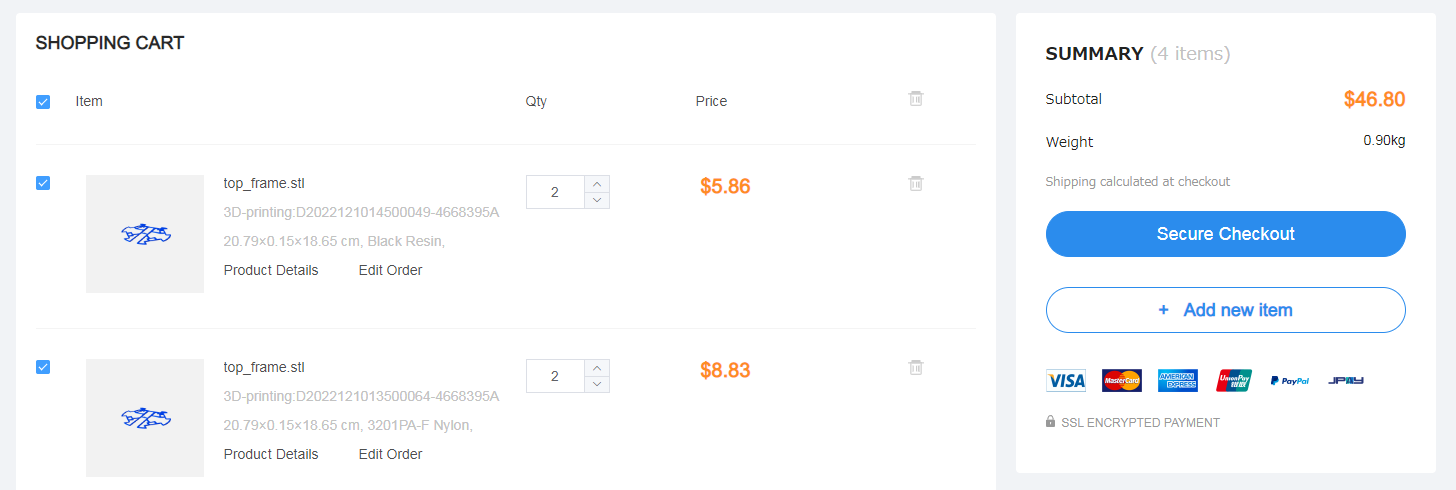 SHOPPING CART
Item Qty Price
top_frame.stl 2 $5.86
3D-printing:D2022121014500049-4668395A
20.79×0.15×18.65 cm, Black Resin,
Product Details Edit Order
top_frame.stl 2 $8.83
3D-printing:D2022121013500064-4668395A
20.79×0.15×18.65 cm, 3201PA-F Nylon,
Product Details Edit Order
SUMMARY (4 items)
Subtotal $46.80
Weight 0.90kg
Shipping calculated at checkout
Secure Checkout
+ Add new item
VISA MasterCard AMERICAN EXPRESS UnionPay 银联 PayPal JPAY
SSL ENCRYPTED PAYMENT